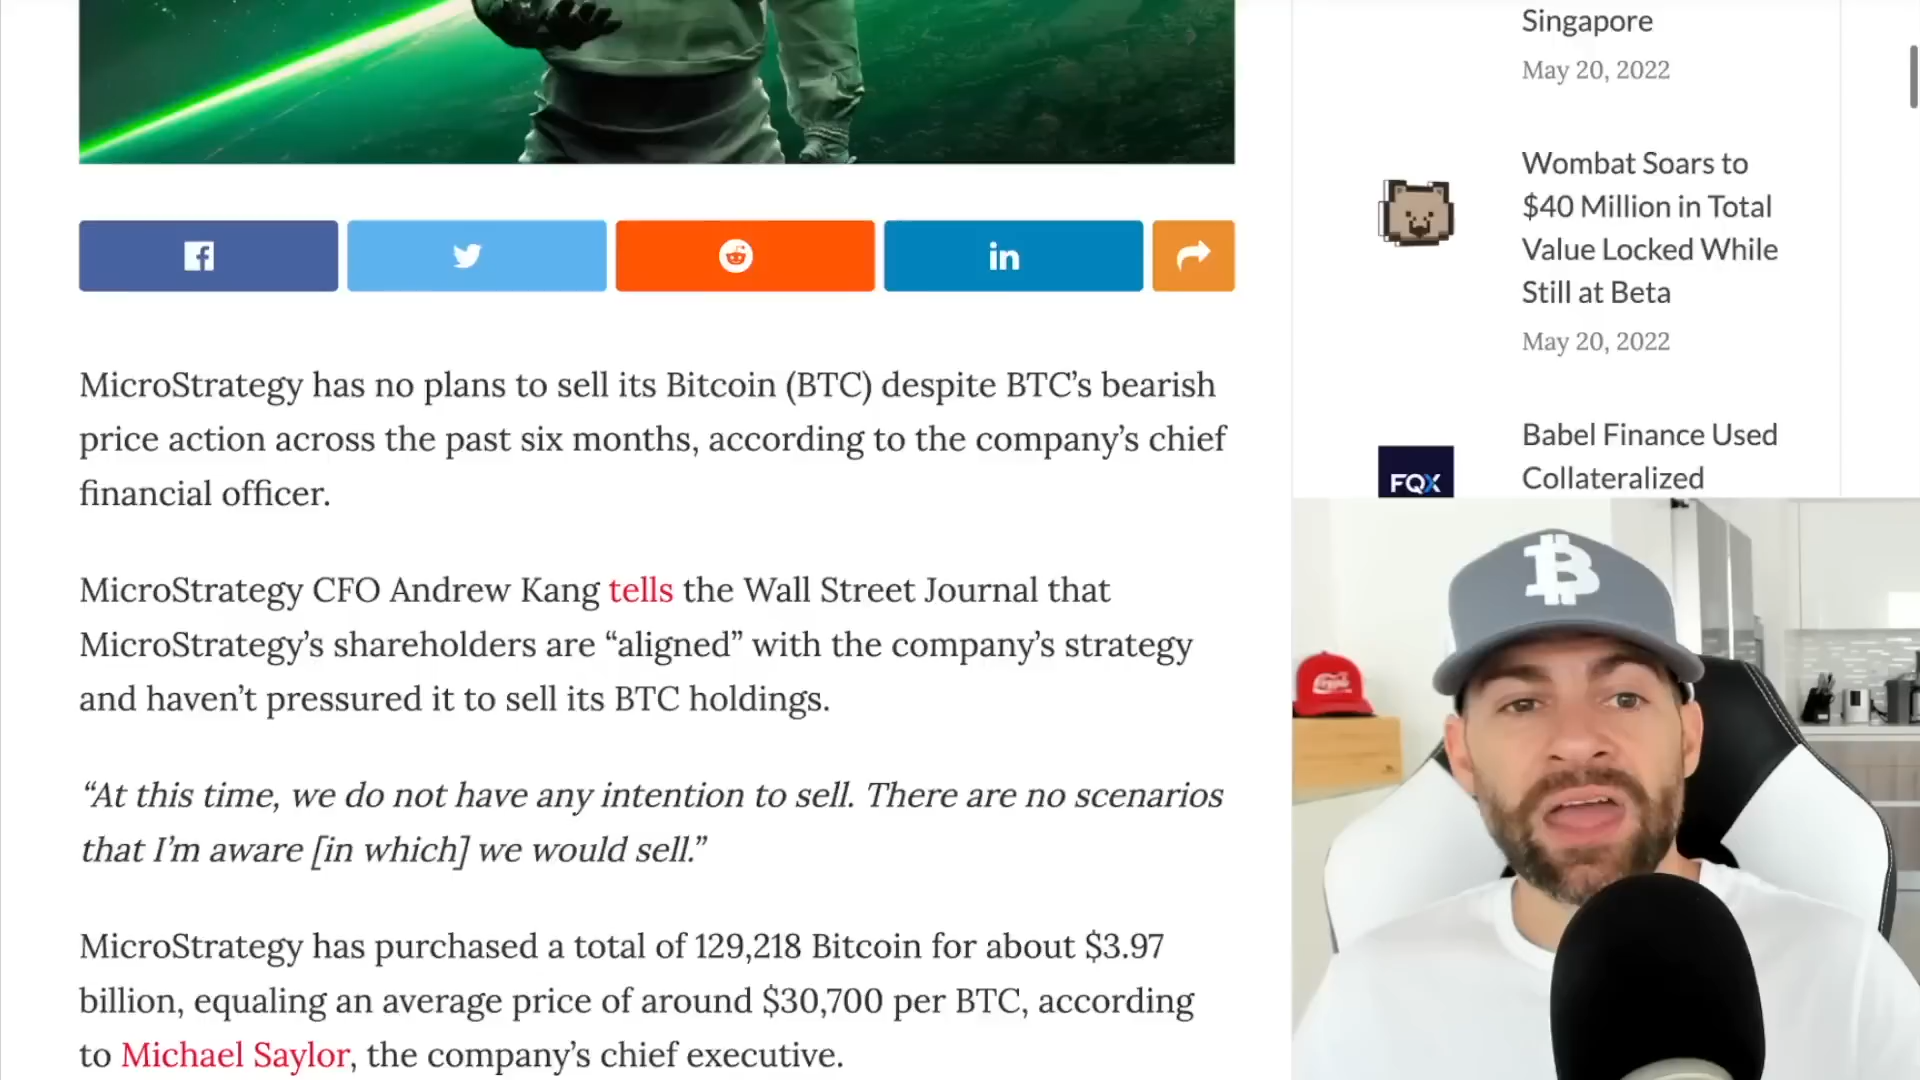 MicroStrategy has no plans to sell its Bitcoin (BTC) despite BTC’s bearish
price action across the past six months, according to the company’s chief
financial officer.
MicroStrategy CFO Andrew Kang tells the Wall Street Journal that
MicroStrategy’s shareholders are “aligned” with the company’s strategy
and haven’t pressured it to sell its BTC holdings.
“At this time, we do not have any intention to sell. There are no scenarios
that I’m aware [in which] we would sell.”
MicroStrategy has purchased a total of 129,218 Bitcoin for about $3.97
billion, equaling an average price of around $30,700 per BTC, according
to Michael Saylor, the company’s chief executive.
Singapore
May 20, 2022
Wombat Soars to
$40 Million in Total
Value Locked While
Still at Beta
May 20, 2022
Babel Finance Used
Collateralized
FQX